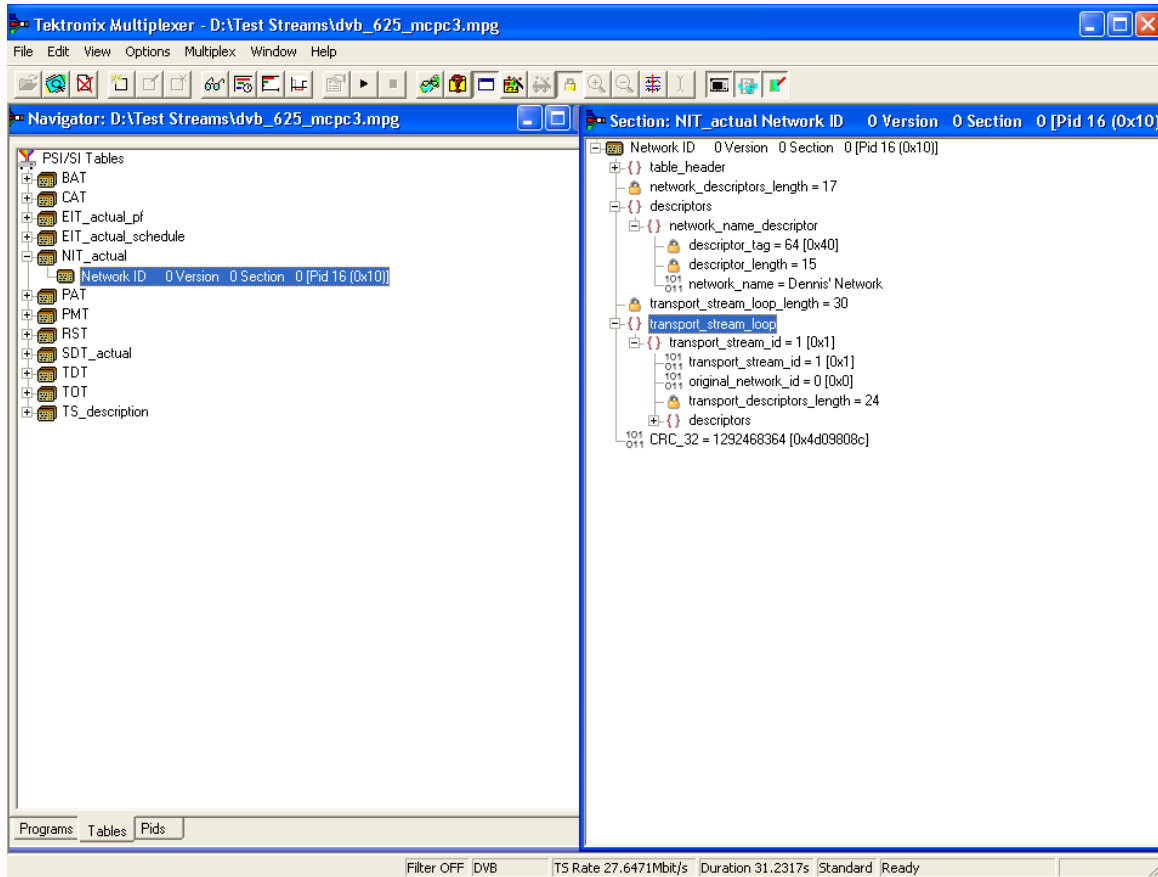 Tektronix Multiplexer - D:\Test Streams\dvb_625_mcpc3.mpg
File Edit View Options Multiplex Window Help
Navigator: D:\Test Streams\dvb_625_mcpc3.mpg
PSI/SI Tables
BAT
CAT
EIT_actual_pf
EIT_actual_schedule
NIT_actual
Network ID 0 Version 0 Section 0 [Pid 16 (0x10)]
PAT
PMT
RST
SDT_actual
TDT
TOT
TS_description
Programs Tables Pids
Section: NIT_actual Network ID 0 Version 0 Section 0 [Pid 16 (0x10)
Network ID 0 Version 0 Section 0 [Pid 16 (0x10)]
table_header
network_descriptors_length = 17
descriptors
network_name_descriptor
descriptor_tag = 64 [0x40]
descriptor_length = 15
network_name = Dennis' Network
transport_stream_loop_length = 30
transport_stream_loop
transport_stream_id = 1 [0x1]
transport_stream_id = 1 [0x1]
original_network_id = 0 [0x0]
transport_descriptors_length = 24
descriptors
CRC_32 = 1292468364 [0x4d09808c]
Filter OFF DVB TS Rate 27.6471Mbit/s Duration 31.2317s Standard Ready